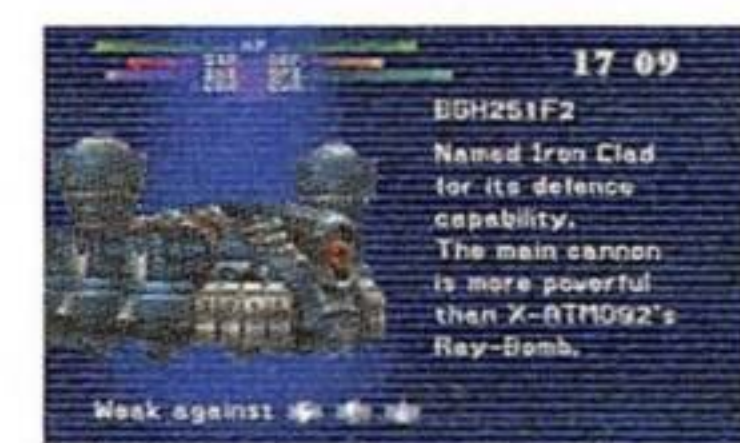 HP
17 09
BGH251F2
Named Iron Clad
for its defence
capability.
The main cannon
is more powerful
than X-ATM092's
Ray-Bomb.
Weak against